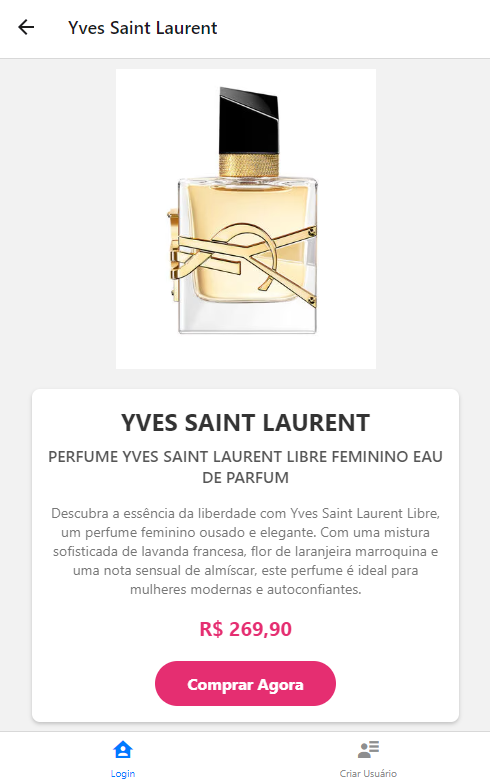 Yves Saint Laurent
YVES SAINT LAURENT
PERFUME YVES SAINT LAURENT LIBRE FEMININO EAU
DE PARFUM
Descubra a essência da liberdade com Yves Saint Laurent Libre,
um perfume feminino ousado e elegante. Com uma mistura
sofisticada de lavanda francesa, flor de laranjeira marroquina e
uma nota sensual de almíscar, este perfume é ideal para
mulheres modernas e autoconfiantes.
R$ 269,90
Comprar Agora
Login
Criar Usuário